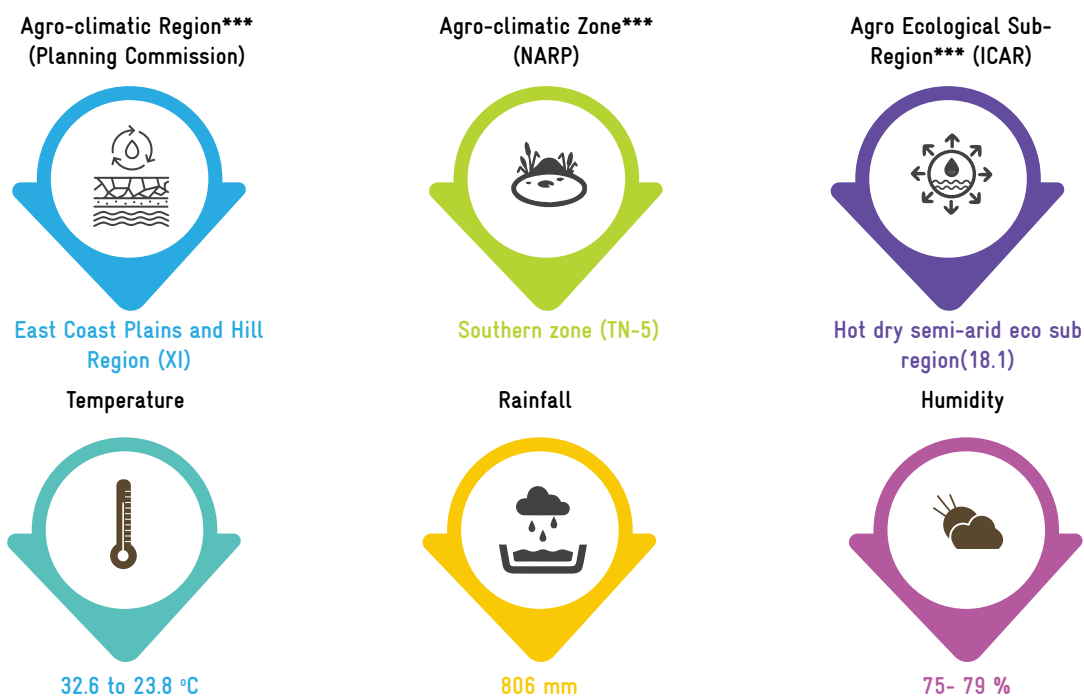 Agro-climatic Region***
(Planning Commission)
Agro-climatic Zone***
(NARP)
Agro Ecological Sub-
Region*** (ICAR)
East Coast Plains and Hill
Region (XI)
Southern zone (TN-5)
Hot dry semi-arid eco sub
region(18.1)
Temperature
Rainfall
Humidity
32.6 to 23.8 ºC
806 mm
75- 79 %